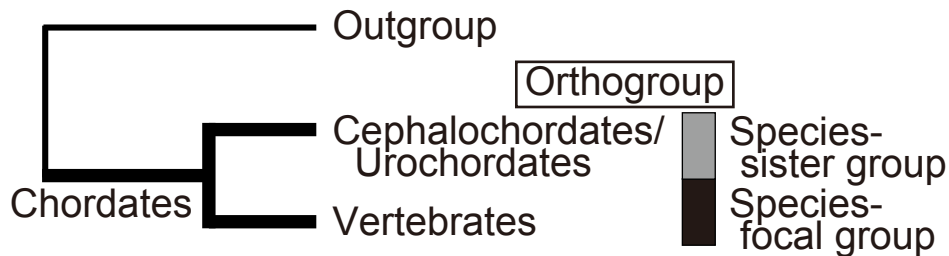 Outgroup
Orthogroup
Cephalochordates/
Urochordates
Species-
sister group
Chordates
Vertebrates
Species-
focal group